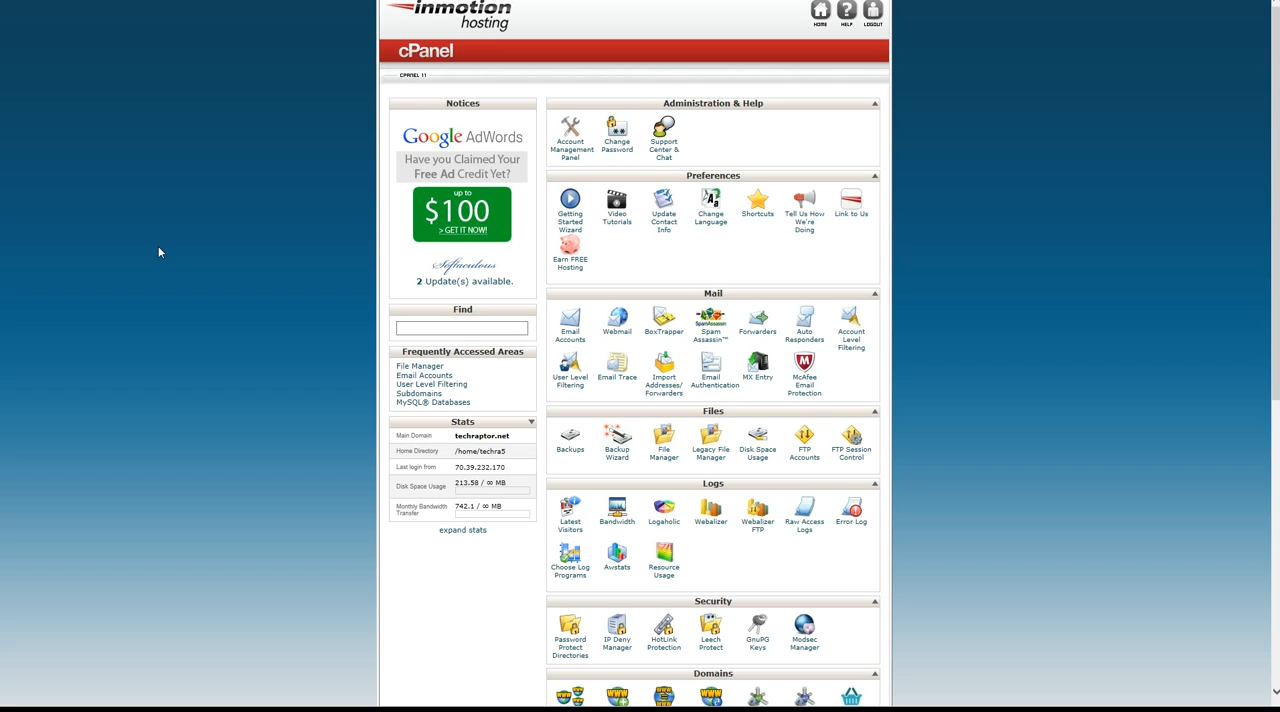 inmotion
hosting
HOME HELP LOGOUT
cPanel
CPANEL 11
Notices
Google AdWords
Have you Claimed Your
Free Ad Credit Yet?
up to
$100
> GET IT NOW!
Softaculous
2 Update(s) available.
Find
Frequently Accessed Areas
File Manager
Email Accounts
User Level Filtering
Subdomains
MySQL® Databases
Stats
Main Domain techraptor.net
Home Directory /home/techra5
Last login from 70.39.232.170
Disk Space Usage 213.58 / ∞ MB
Monthly Bandwidth
Transfer
742.1 / ∞ MB
expand stats
Administration & Help
Account
Management
Panel
Change
Password
Support
Center &
Chat
Preferences
Getting
Started
Wizard
Video
Tutorials
Update
Contact
Info
Change
Language
Shortcuts
Tell Us How
We're
Doing
Link to Us
Earn FREE
Hosting
Mail
Email
Accounts
Webmail
BoxTrapper
Spam
Assassin™
Forwarders
Auto
Responders
Account
Level
Filtering
User Level
Filtering
Email Trace
Import
Addresses/
Forwarders
Email
Authentication
MX Entry
McAfee
Email
Protection
Files
Backups
Backup
Wizard
File
Manager
Legacy File
Manager
Disk Space
Usage
FTP
Accounts
FTP Session
Control
Logs
Latest
Visitors
Bandwidth
Logaholic
Webalizer
Webalizer
FTP
Raw Access
Logs
Error Log
Choose Log
Programs
Awstats
Resource
Usage
Security
Password
Protect
Directories
IP Deny
Manager
HotLink
Protection
Leech
Protect
GnuPG
Keys
Modsec
Manager
Domains